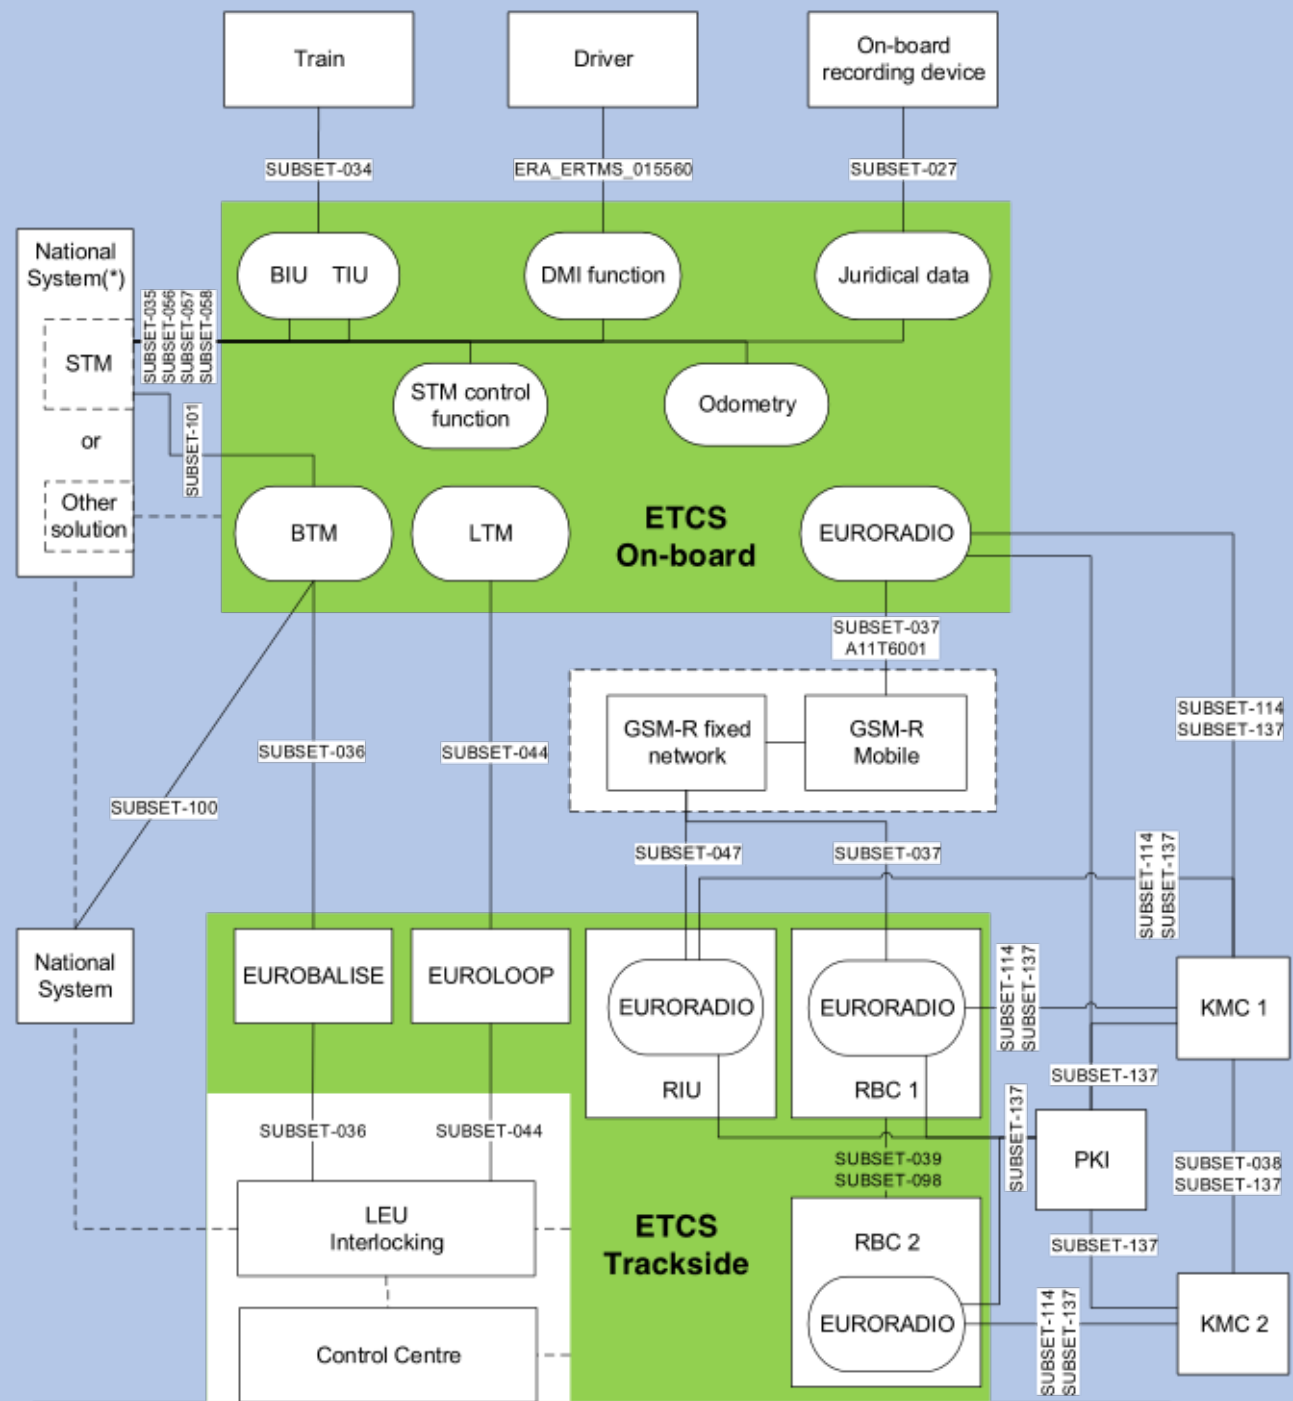 Train
Driver
On-board
recording device
SUBSET-034
ERA_ERTMS_015560
SUBSET-027
National
System(*)
STM
or
Other
solution
SUBSET-035
SUBSET-056
SUBSET-057
SUBSET-058
BIU TIU
DMI function
Juridical data
STM control
function
Odometry
SUBSET-101
BTM
LTM
ETCS
On-board
EURORADIO
SUBSET-037
A11T6001
GSM-R fixed
network
GSM-R
Mobile
SUBSET-114
SUBSET-137
SUBSET-036
SUBSET-044
SUBSET-100
SUBSET-047
SUBSET-037
SUBSET-114
SUBSET-137
National
System
EUROBALISE
EUROLOOP
EURORADIO
RIU
EURORADIO
RBC 1
SUBSET-114
SUBSET-137
KMC 1
SUBSET-137
SUBSET-036
SUBSET-044
SUBSET-137
PKI
SUBSET-039
SUBSET-098
SUBSET-038
SUBSET-137
LEU
Interlocking
ETCS
Trackside
RBC 2
EURORADIO
SUBSET-137
SUBSET-114
SUBSET-137
KMC 2
Control Centre